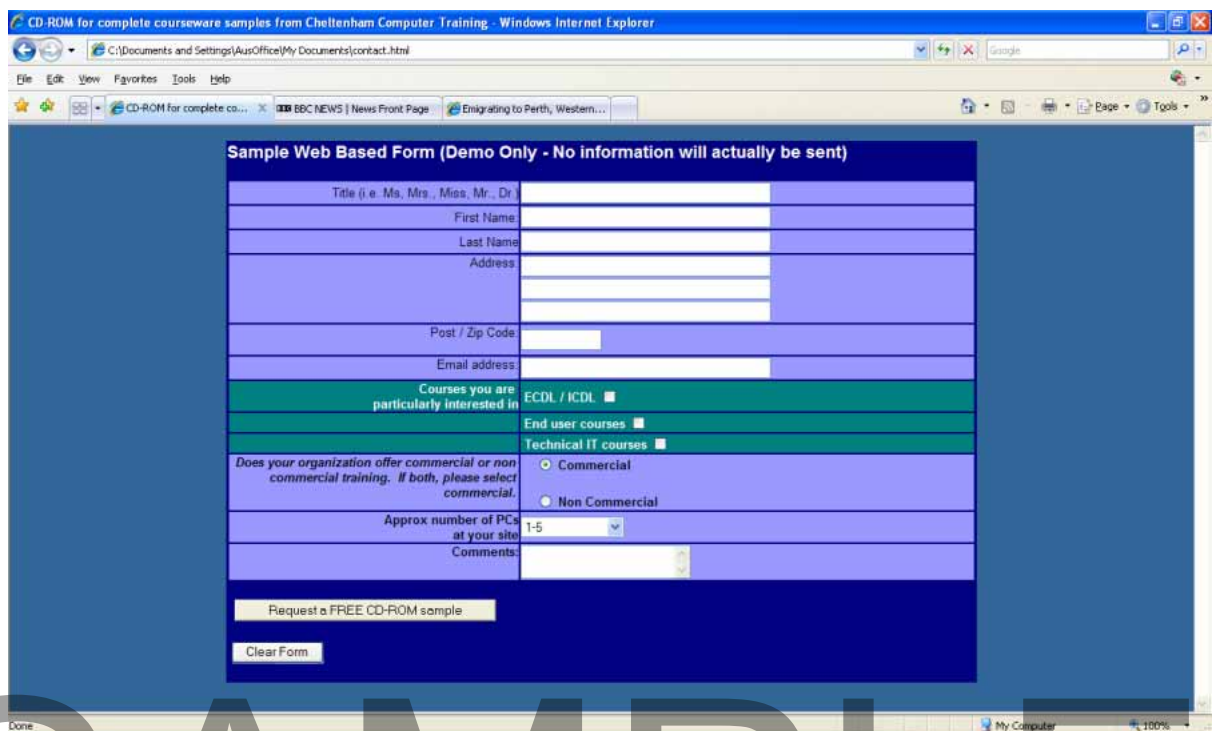 CD-ROM for complete courseware samples from Cheltenham Computer Training - Windows Internet Explorer
C:\Documents and Settings\AusOffice\My Documents\contact.html
Google
File Edit View Favorites Tools Help
CD-ROM for complete co... BBC NEWS | News Front Page Emigrating to Perth, Western... Page Tools
Sample Web Based Form (Demo Only - No information will actually be sent)
Title (i.e. Ms, Mrs., Miss, Mr., Dr.)
First Name:
Last Name
Address:
Post / Zip Code:
Email address:
Courses you are
particularly interested in
ECDL / ICDL
End user courses
Technical IT courses
Does your organization offer commercial or non
commercial training. If both, please select
commercial.
Commercial
Non Commercial
Approx number of PCs
at your site
1-5
Comments:
Request a FREE CD-ROM sample
Clear Form
SAMPLE
Done My Computer 100%